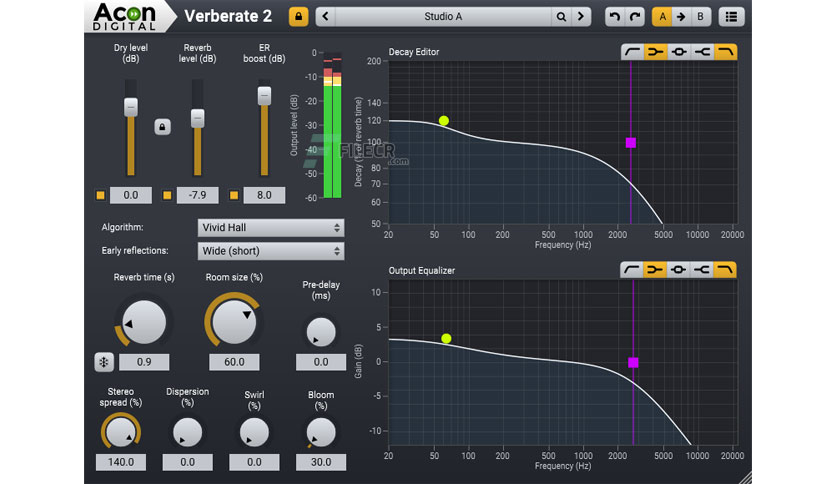 Acon
DIGITAL
Verberate 2
Studio A
A
B
Dry level
(dB)
Reverb
level (dB)
ER
boost (dB)
0
-10
-20
-30
-40
-50
-60
Output level (dB)
0.0
-7.9
8.0
Algorithm:
Vivid Hall
Early reflections:
Wide (short)
Reverb time (s)
Room size (%)
Pre-delay
(ms)
0.9
60.0
0.0
Stereo
spread (%)
Dispersion
(%)
Swirl
(%)
Bloom
(%)
140.0
0.0
0.0
30.0
Decay Editor
200
140
120
100
80
70
60
50
Decay (% of reverb time)
20
50
100
200
500
1000
2000
5000
10000
20000
Frequency (Hz)
FILECR
.com
Output Equalizer
10
5
0
-5
-10
Gain (dB)
20
50
100
200
500
1000
2000
5000
10000
20000
Frequency (Hz)